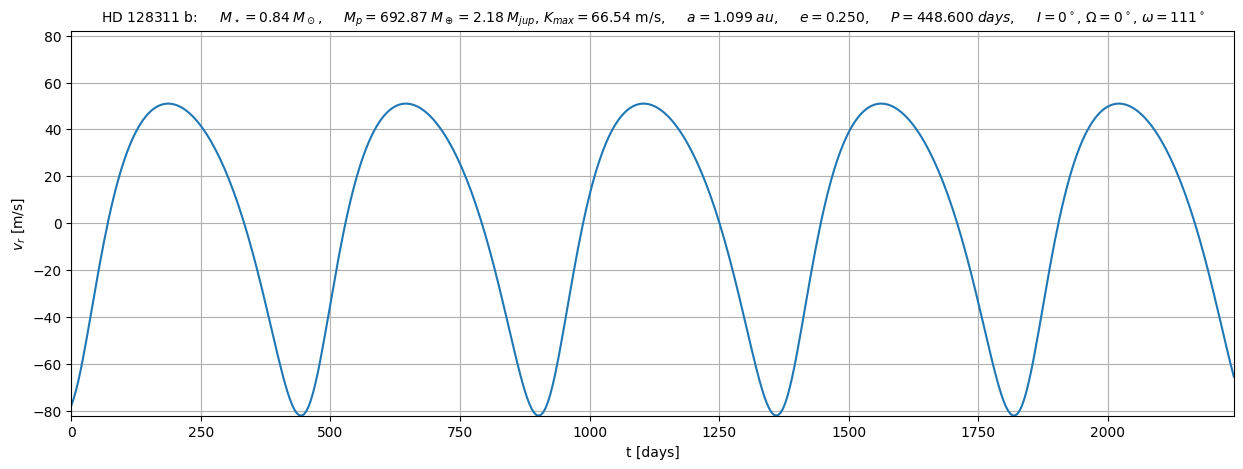 HD 128311 b: M⋆ = 0.84 M⊙, Mp = 692.87 M⊕ = 2.18 Mjup, Kmax = 66.54 m/s, a = 1.099 au, e = 0.250, P = 448.600 days, I = 0°, Ω = 0°, ω = 111°
80
60
40
20
0
−20
−40
−60
−80
vr [m/s]
0 250 500 750 1000 1250 1500 1750 2000
t [days]